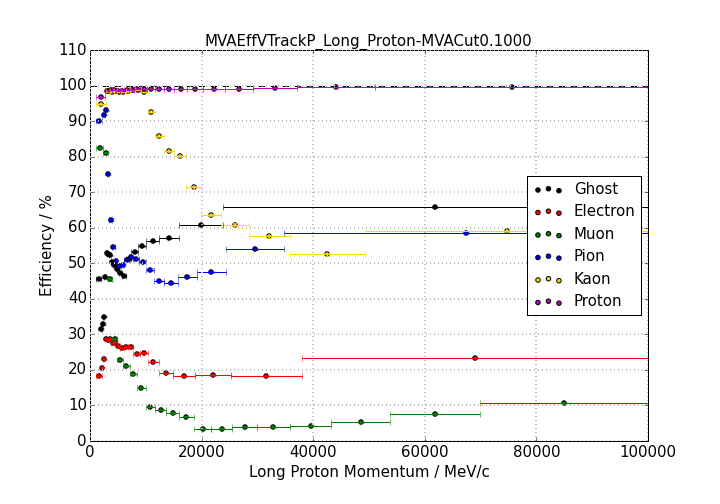 MVAEffVTrackP_Long_Proton-MVACut0.1000
110
100
90
80
70
60
50
40
30
20
10
0
Efficiency / %
Ghost
Electron
Muon
Pion
Kaon
Proton
0 20000 40000 60000 80000 100000
Long Proton Momentum / MeV/c